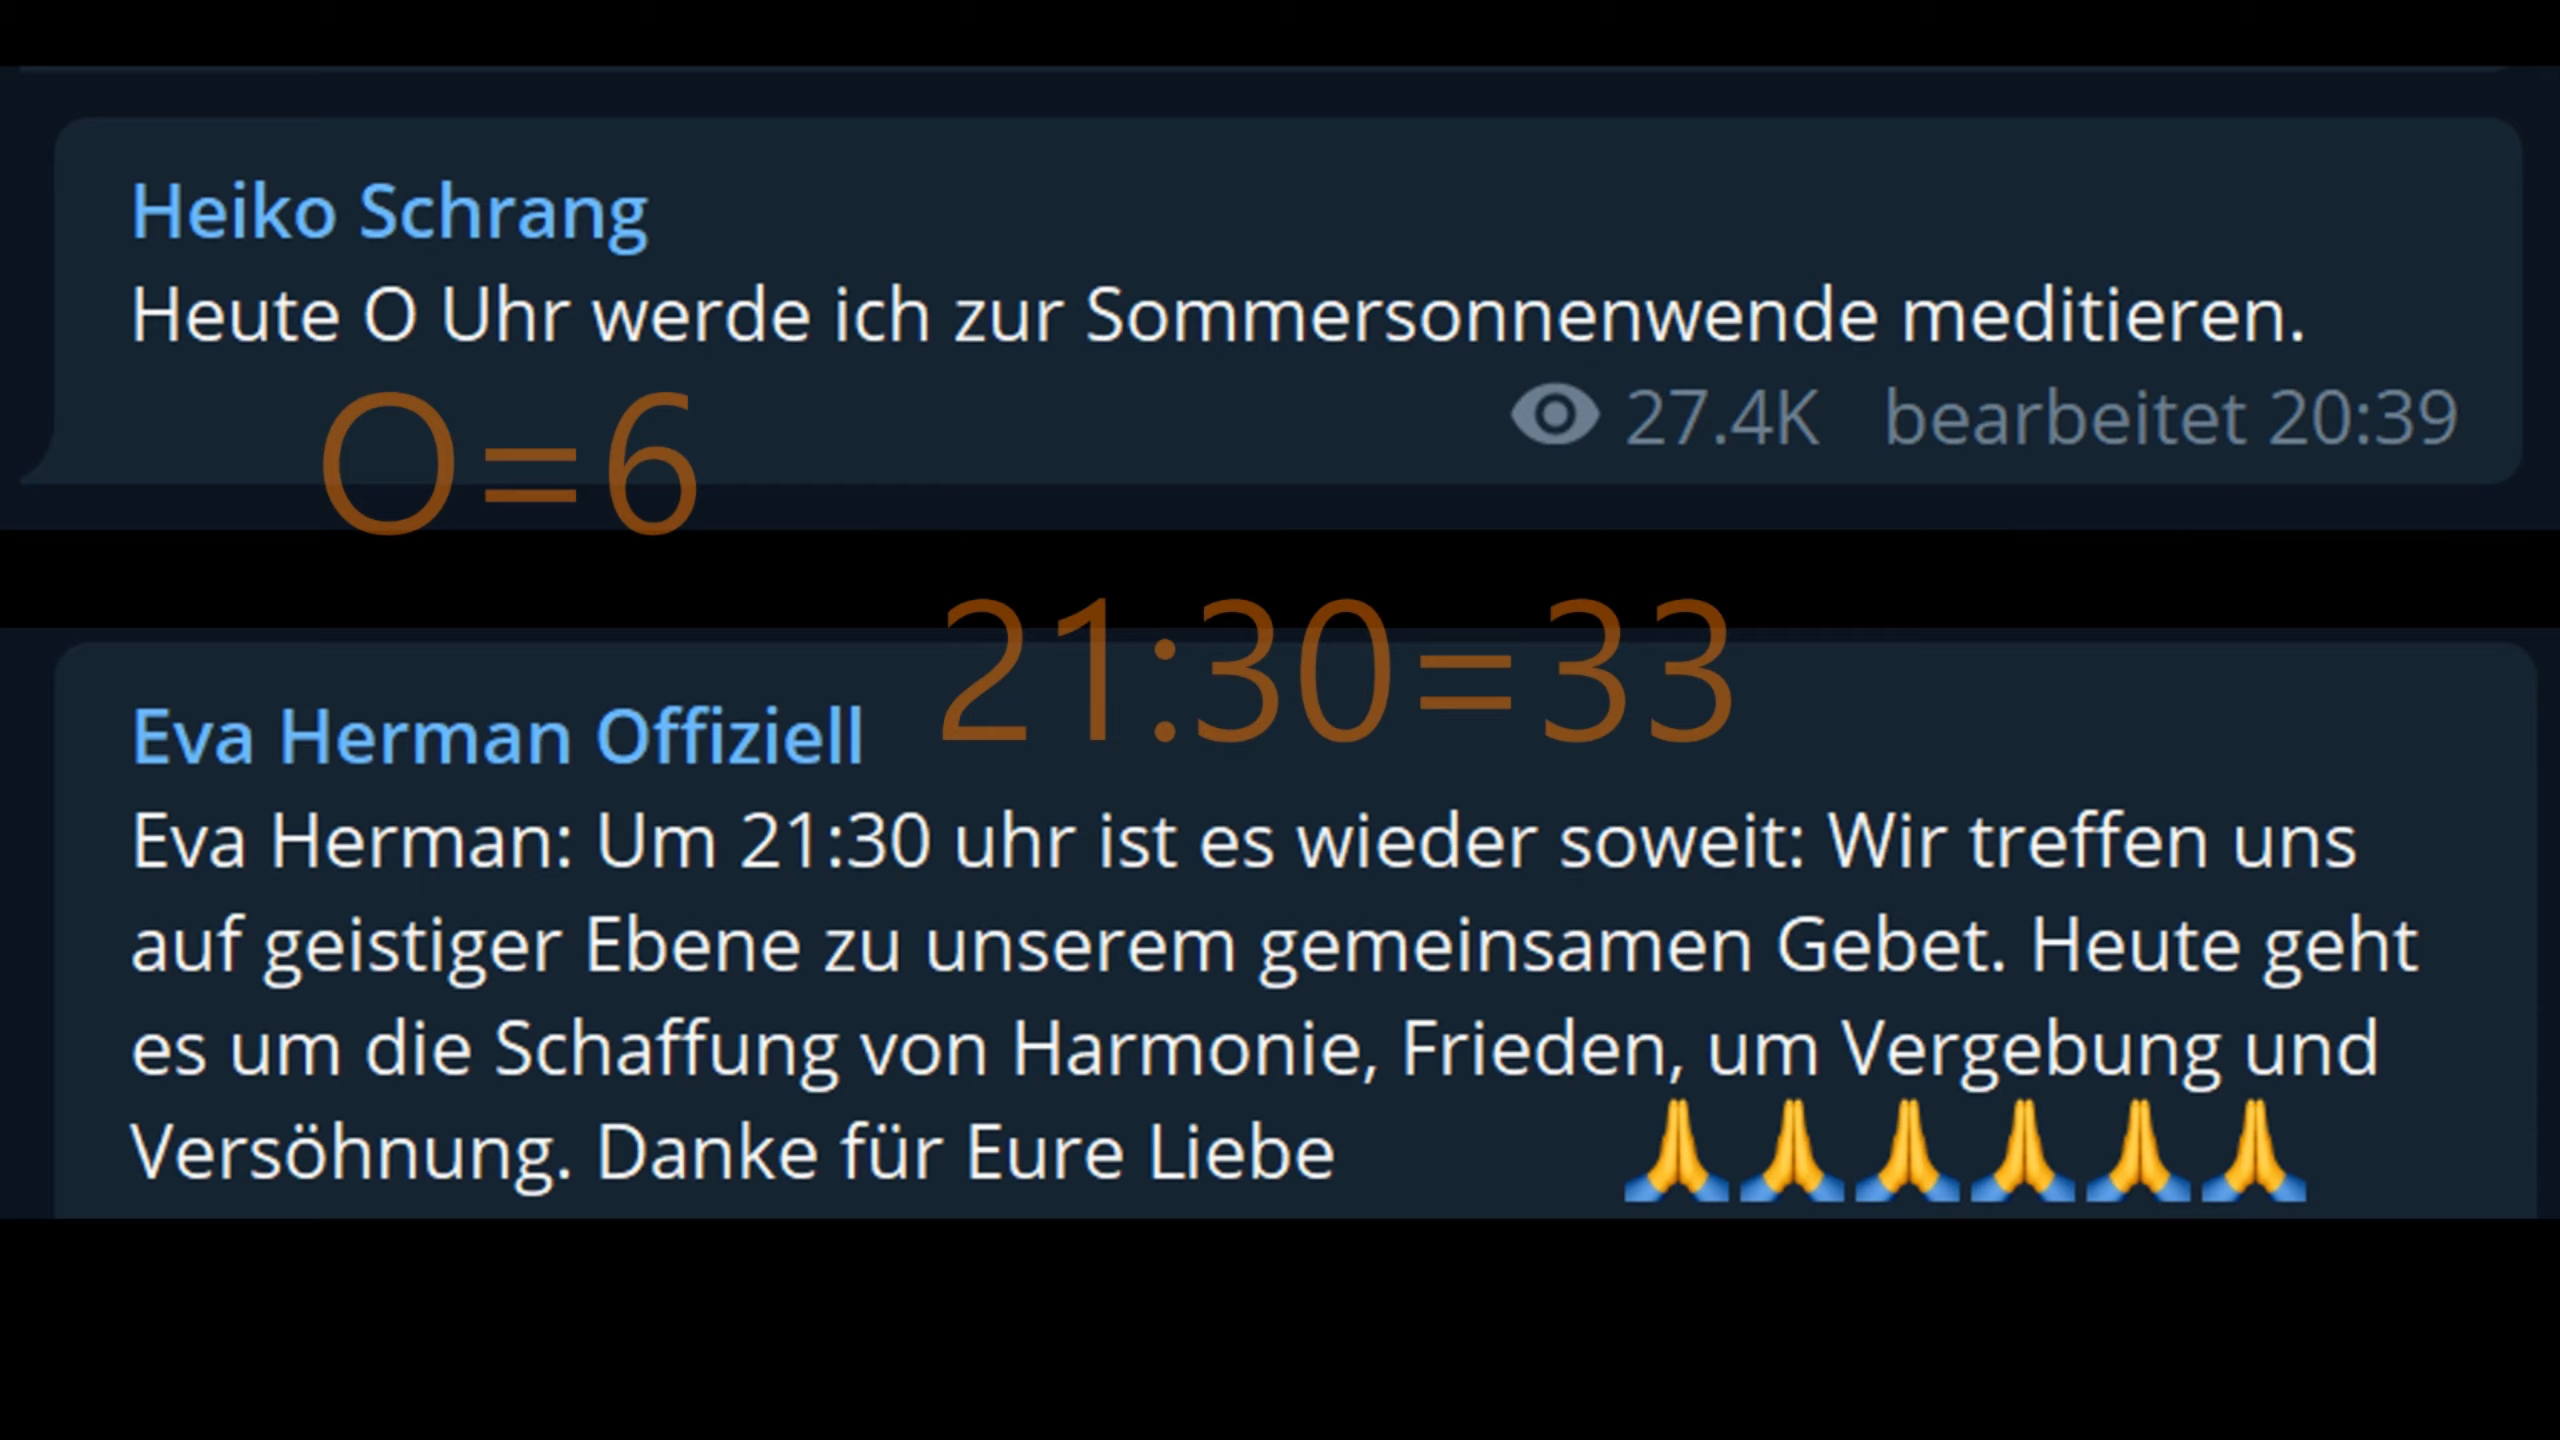 Heiko Schrang
Heute O Uhr werde ich zur Sommersonnenwende meditieren.
27.4K bearbeitet 20:39
O=6
21:30=33
Eva Herman Offiziell
Eva Herman: Um 21:30 uhr ist es wieder soweit: Wir treffen uns
auf geistiger Ebene zu unserem gemeinsamen Gebet. Heute geht
es um die Schaffung von Harmonie, Frieden, um Vergebung und
Versöhnung. Danke für Eure Liebe 🙏🙏🙏🙏🙏🙏